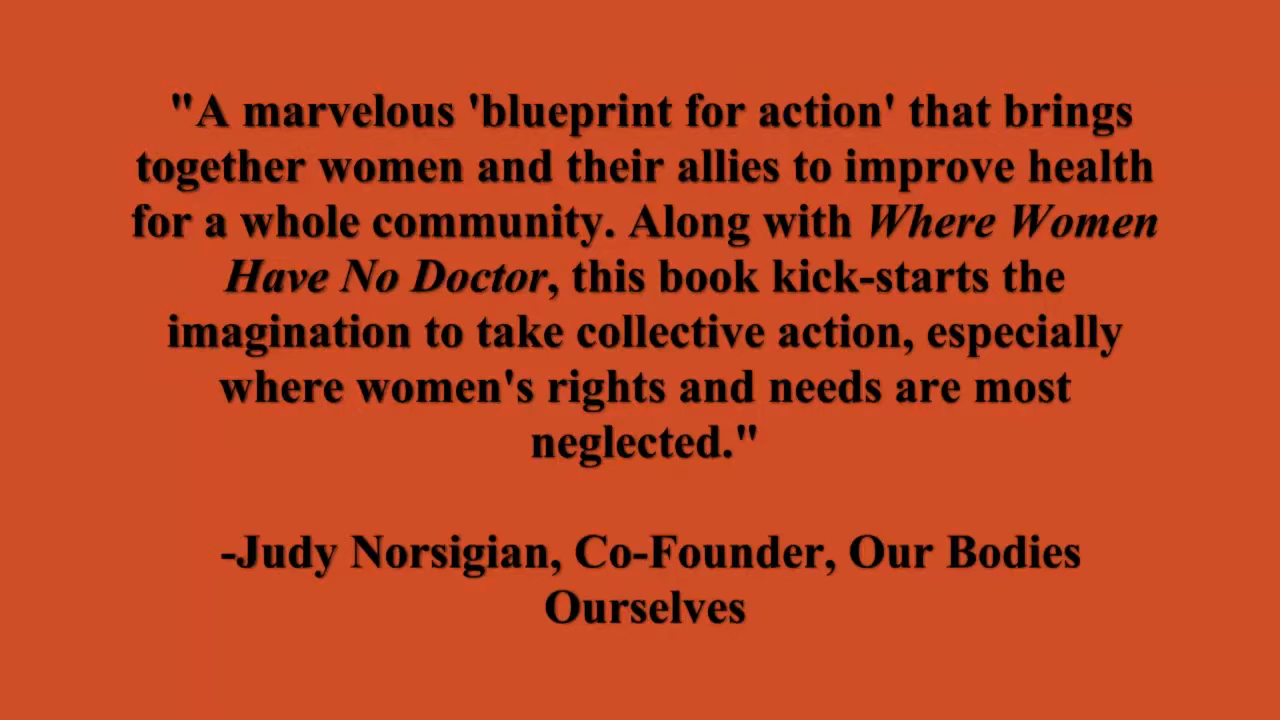 "A marvelous 'blueprint for action' that brings
together women and their allies to improve health
for a whole community. Along with Where Women
Have No Doctor, this book kick-starts the
imagination to take collective action, especially
where women's rights and needs are most
neglected."
-Judy Norsigian, Co-Founder, Our Bodies
Ourselves